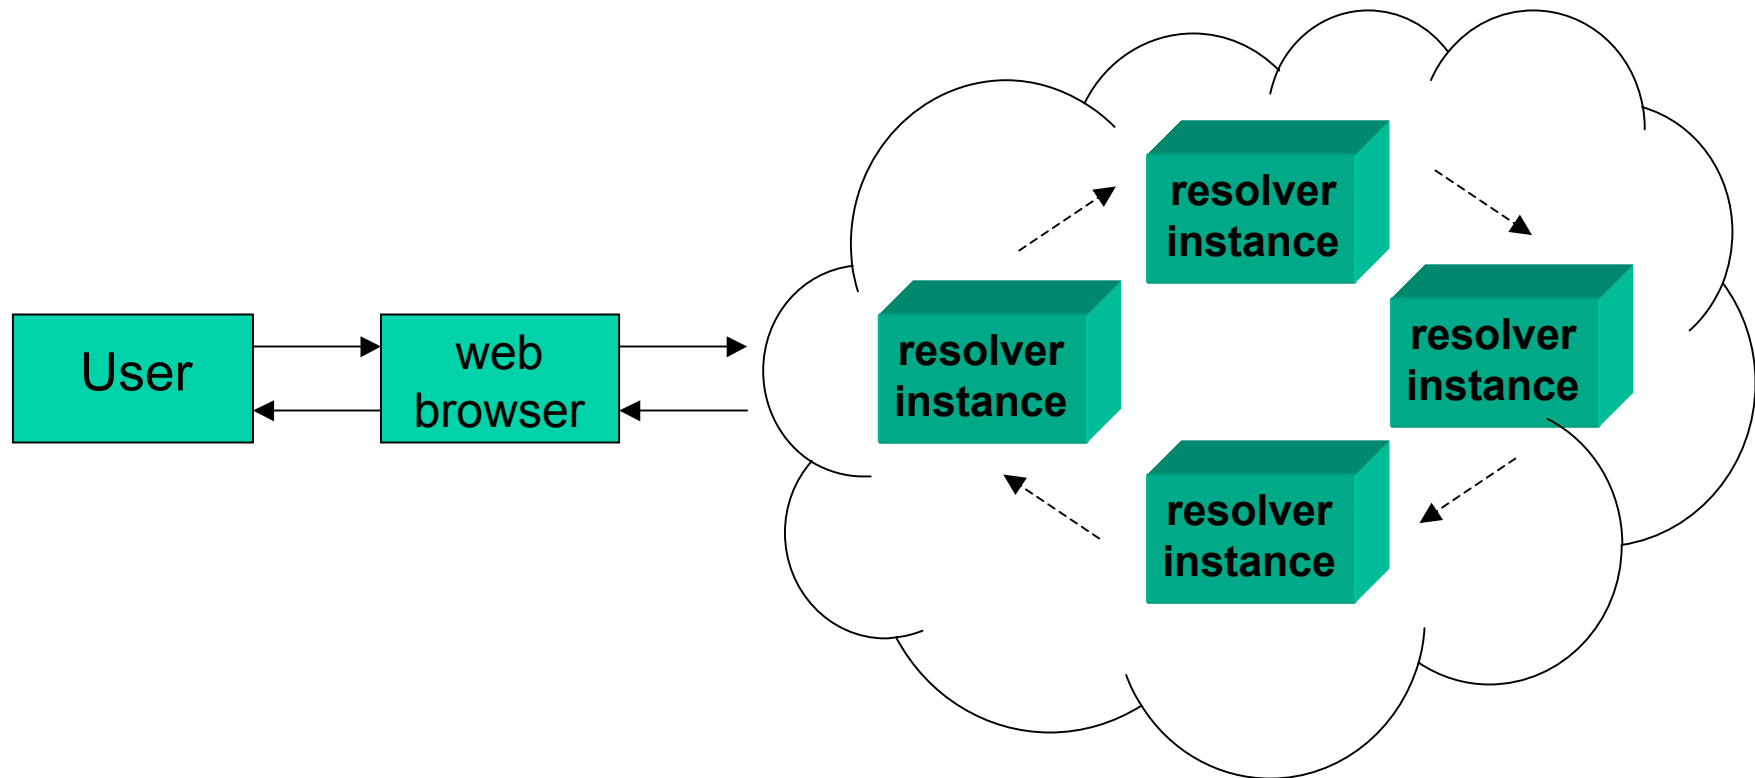 User
web
browser
resolver
instance
resolver
instance
resolver
instance
resolver
instance